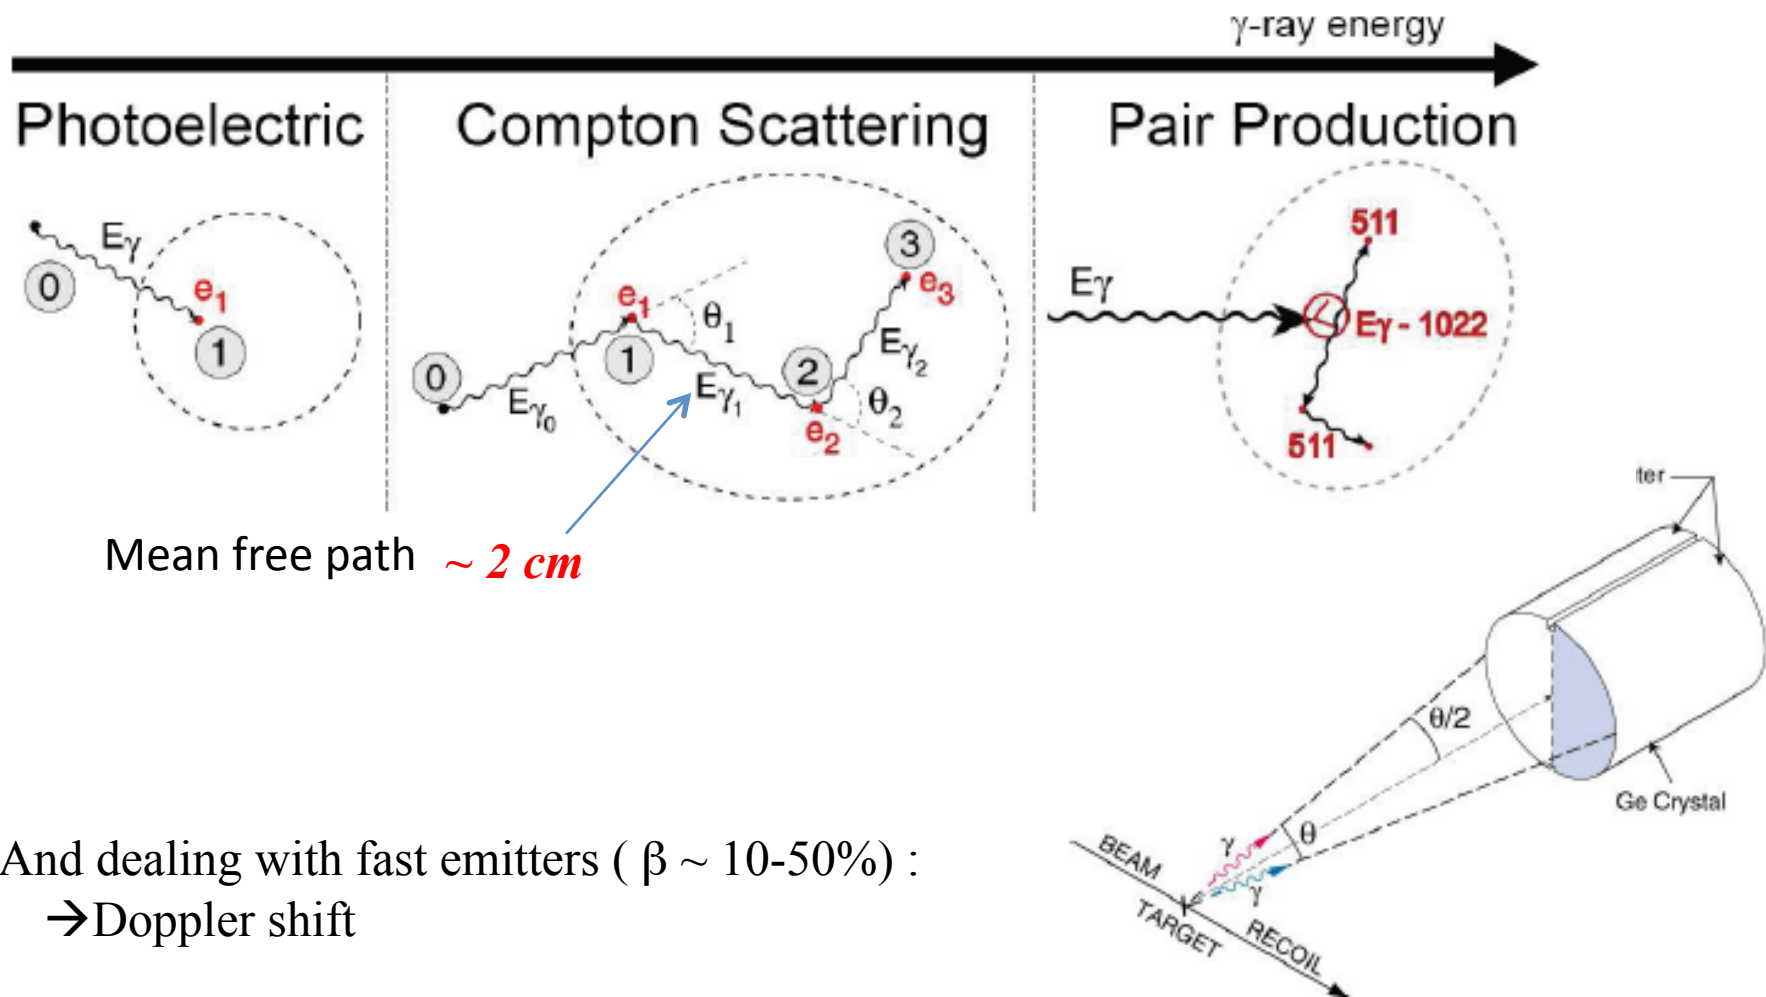 γ-ray energy
Photoelectric
Compton Scattering
Pair Production
Eγ
0
e1
1
0
Eγ0
e1
1
θ1
Eγ1
2
e2
θ2
Eγ2
3
e3
Eγ
511
Eγ - 1022
511
Mean free path ~ 2 cm
ter
θ/2
Ge Crystal
θ
γ
γ
BEAM
TARGET
RECOIL
And dealing with fast emitters ( β ~ 10-50%) :
→Doppler shift